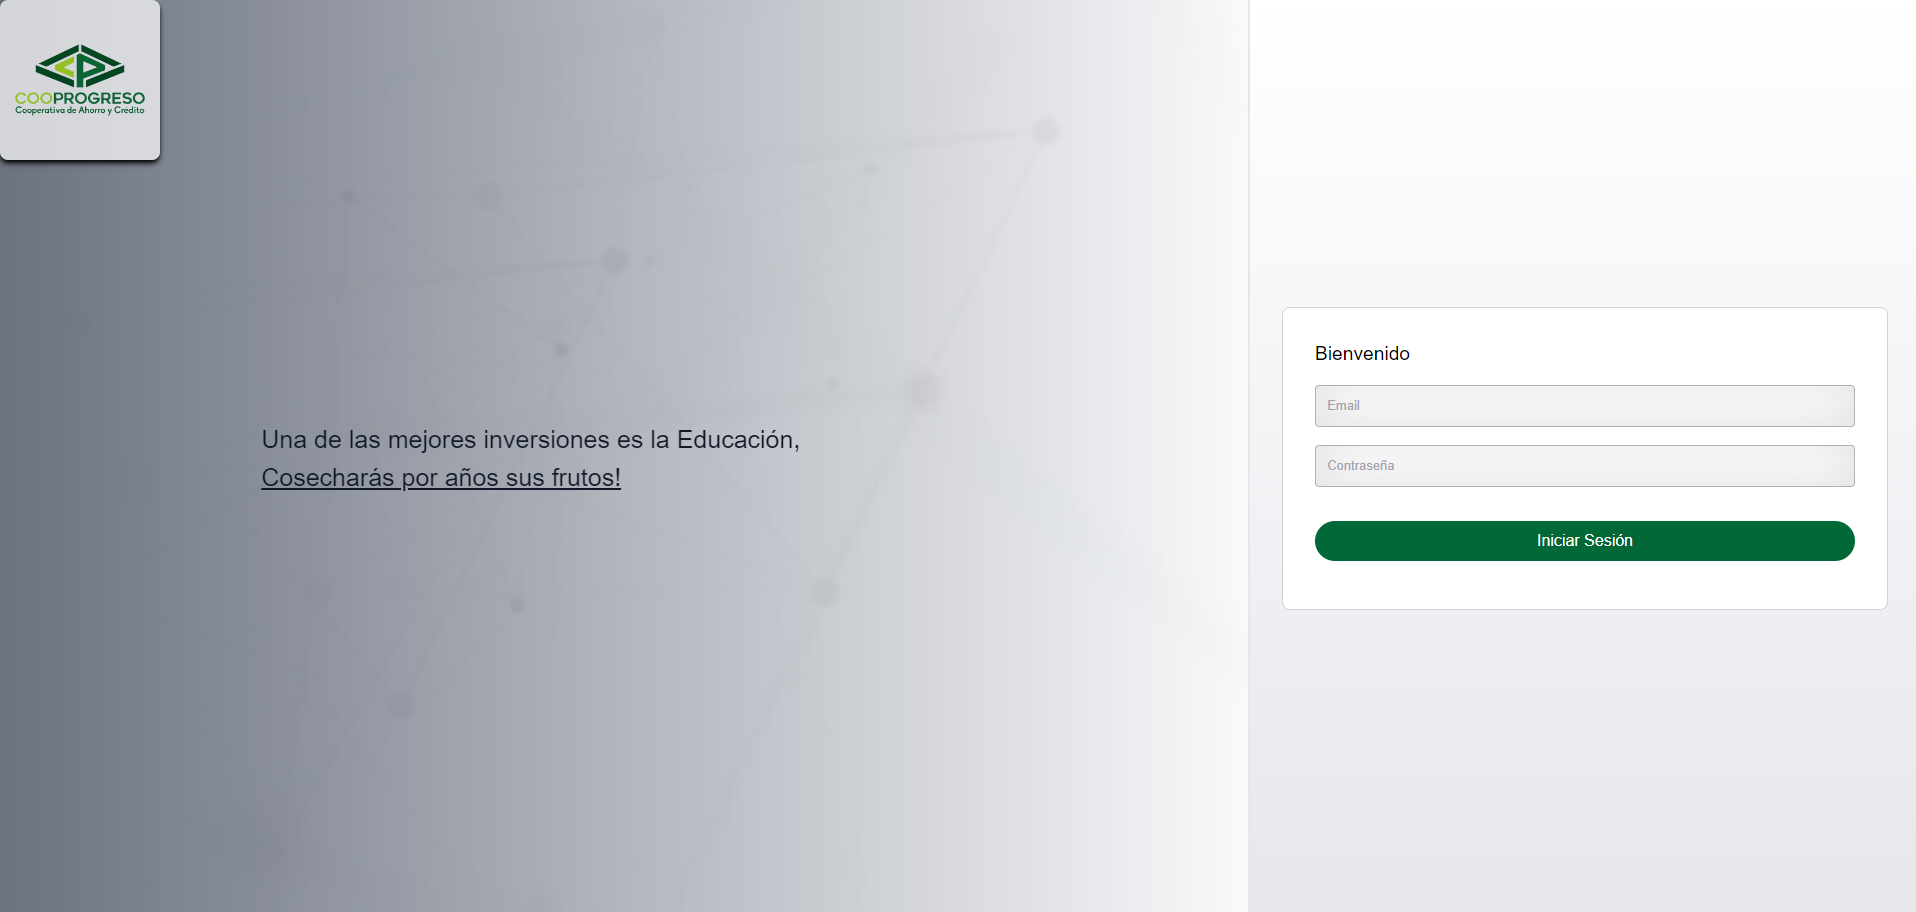 COOPROGRESO
Cooperativa de Ahorro y Crédito
Una de las mejores inversiones es la Educación,
Cosecharás por años sus frutos!
Bienvenido
Email
Contraseña
Iniciar Sesión